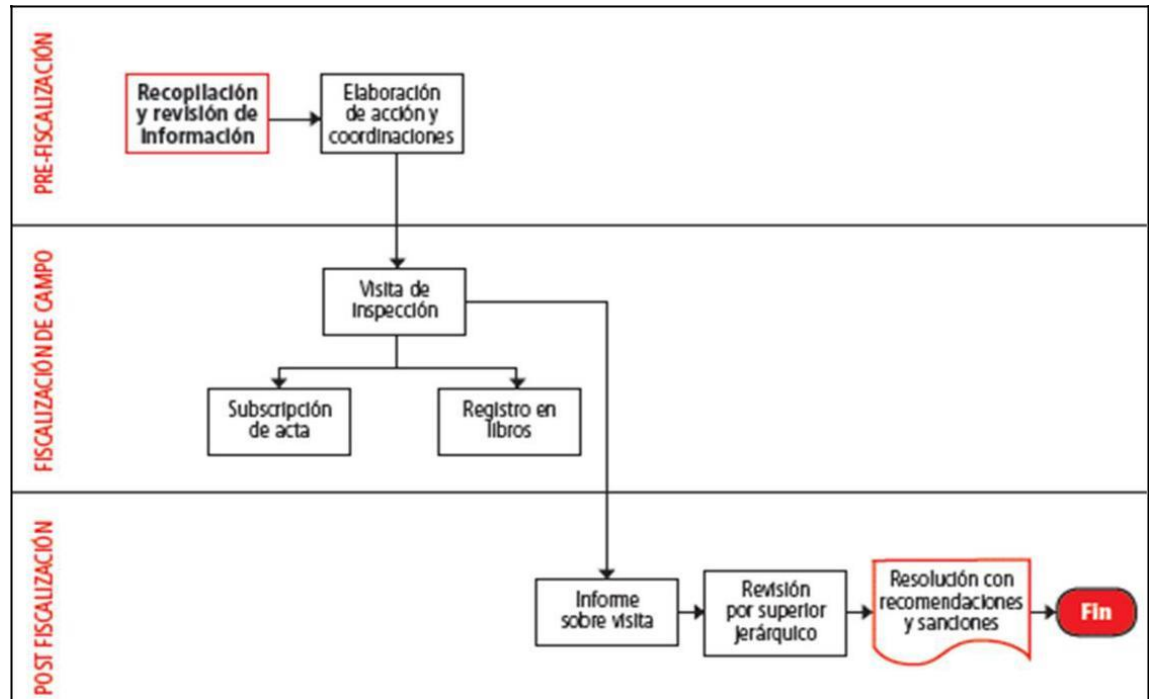 PRE-FISCALIZACIÓN
Recopilación
y revisión de
información
Elaboración
de acción y
coordinaciones
FISCALIZACIÓN DE CAMPO
Visita de
inspección
Subscripción
de acta
Registro en
libros
POST FISCALIZACIÓN
Informe
sobre visita
Revisión
por superior
jerárquico
Resolución con
recomendaciones
y sanciones
Fin